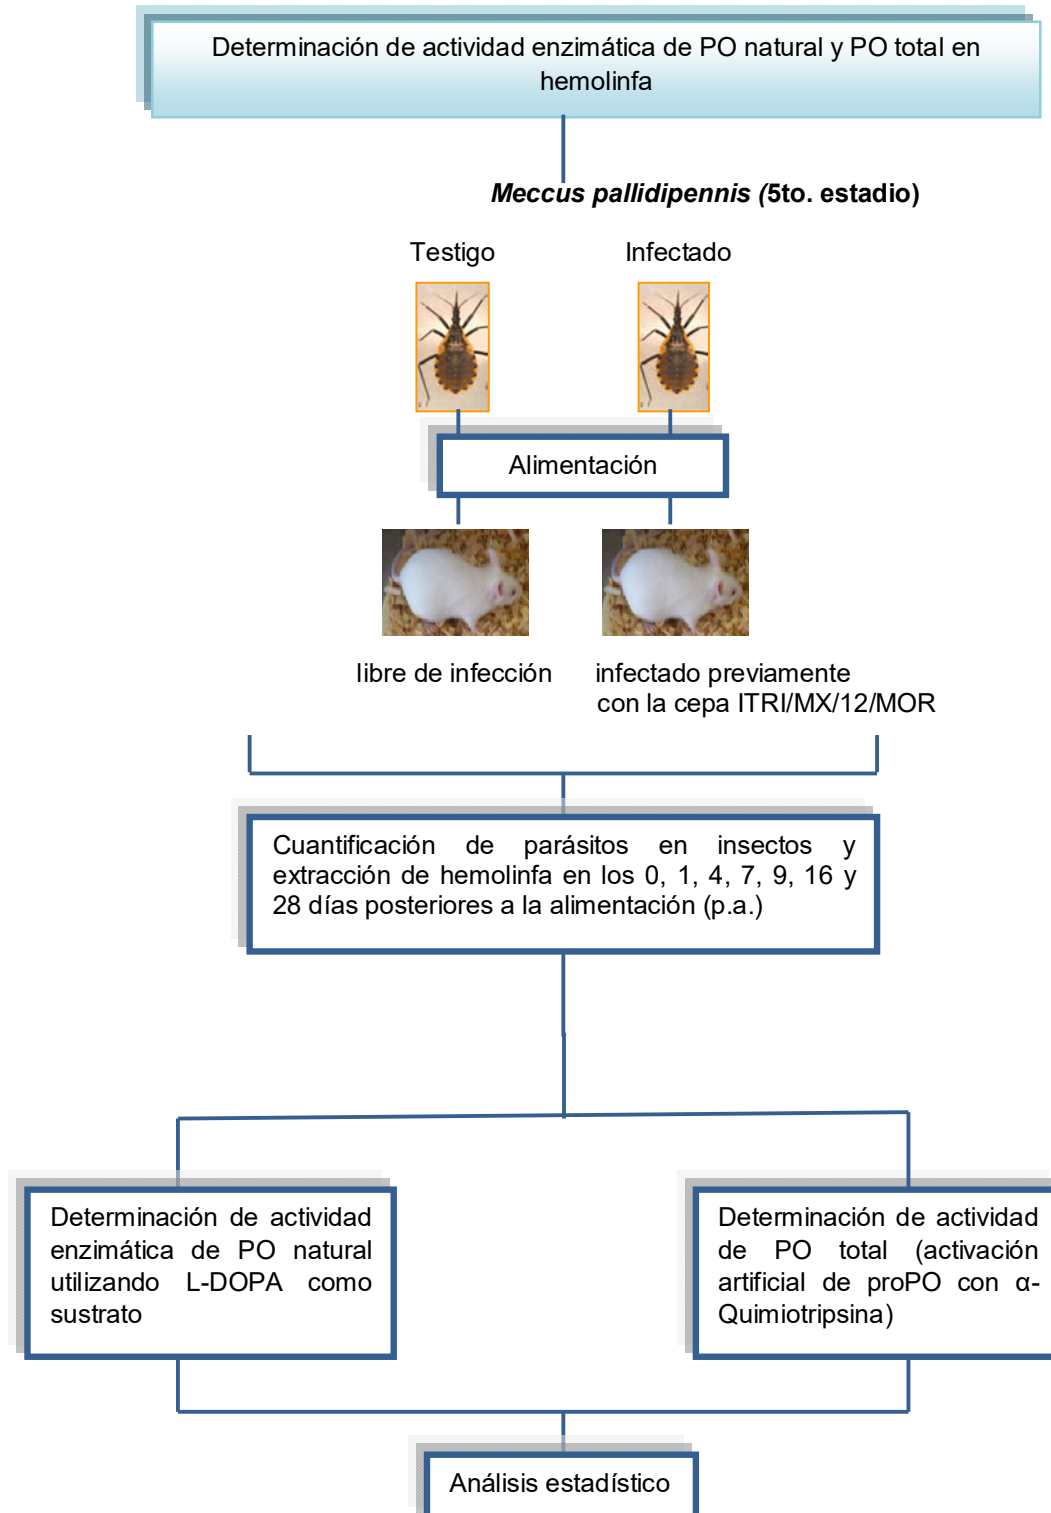 Determinación de actividad enzimática de PO natural y PO total en
hemolinfa
Meccus pallidipennis (5to. estadio)
Testigo
Infectado
Alimentación
libre de infección
infectado previamente
con la cepa ITRI/MX/12/MOR
Cuantificación de parásitos en insectos y
extracción de hemolinfa en los 0, 1, 4, 7, 9, 16 y
28 días posteriores a la alimentación (p.a.)
Determinación de actividad
enzimática de PO natural
utilizando L-DOPA como
sustrato
Determinación de actividad
de PO total (activación
artificial de proPO con α-
Quimiotripsina)
Análisis estadístico